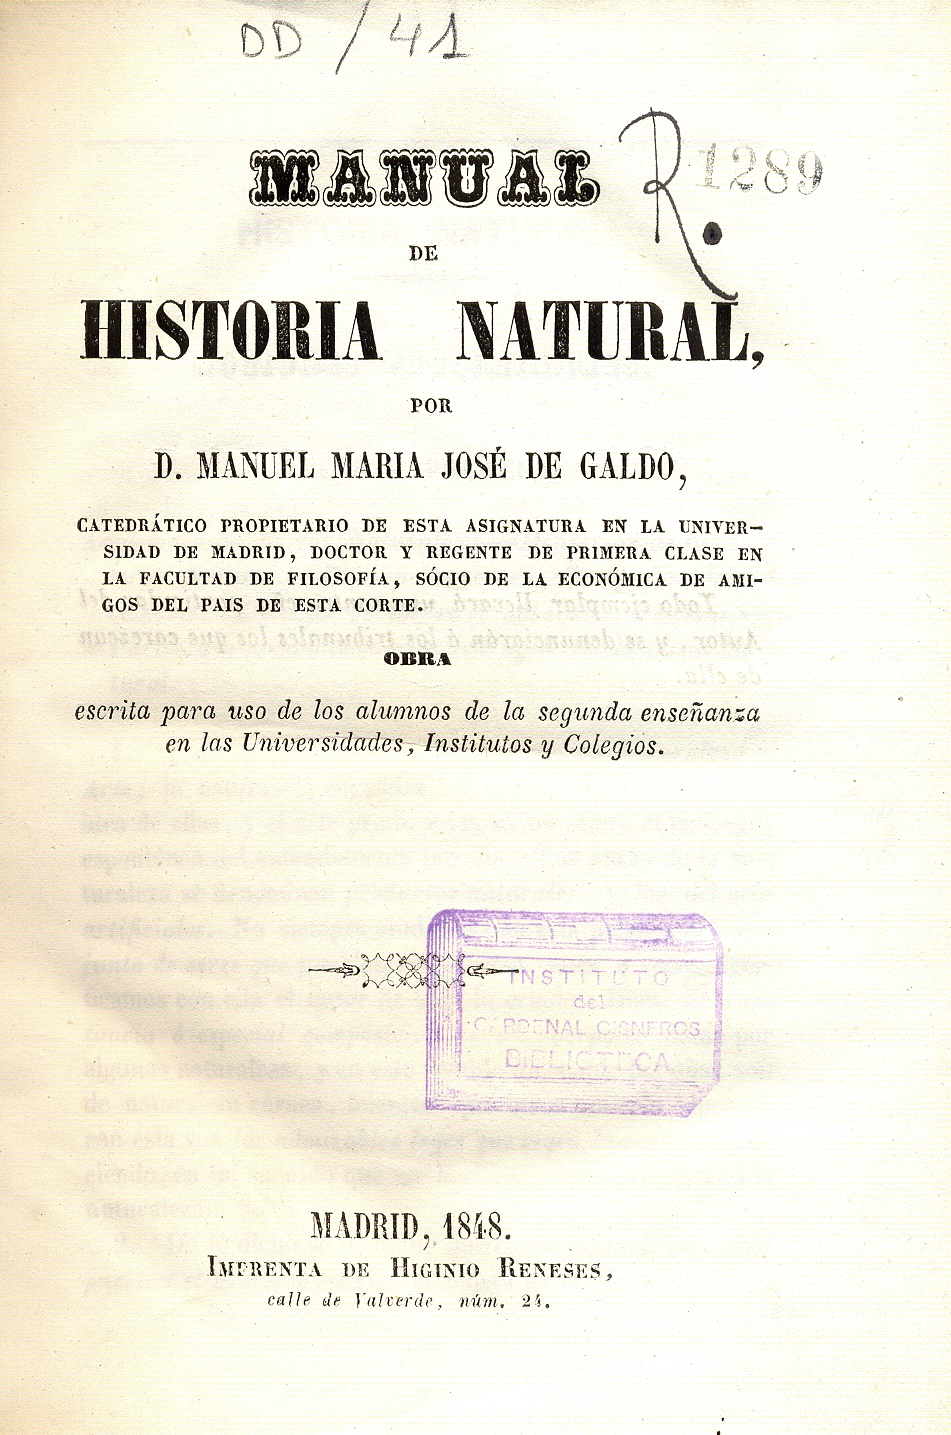 DD / 41
R. 1289
MANUAL
DE
HISTORIA NATURAL,
POR
D. MANUEL MARIA JOSÉ DE GALDO,
CATEDRÁTICO PROPIETARIO DE ESTA ASIGNATURA EN LA UNIVER–
SIDAD DE MADRID, DOCTOR Y REGENTE DE PRIMERA CLASE EN
LA FACULTAD DE FILOSOFÍA, SÓCIO DE LA ECONÓMICA DE AMI–
GOS DEL PAIS DE ESTA CORTE.
OBRA
escrita para uso de los alumnos de la segunda enseñanza
en las Universidades, Institutos y Colegios.
INSTITUTO
del
CARDENAL CISNEROS
BIBLIOTECA
MADRID, 1848.
IMPRENTA DE HIGINIO RENESES,
calle de Valverde, núm. 24.